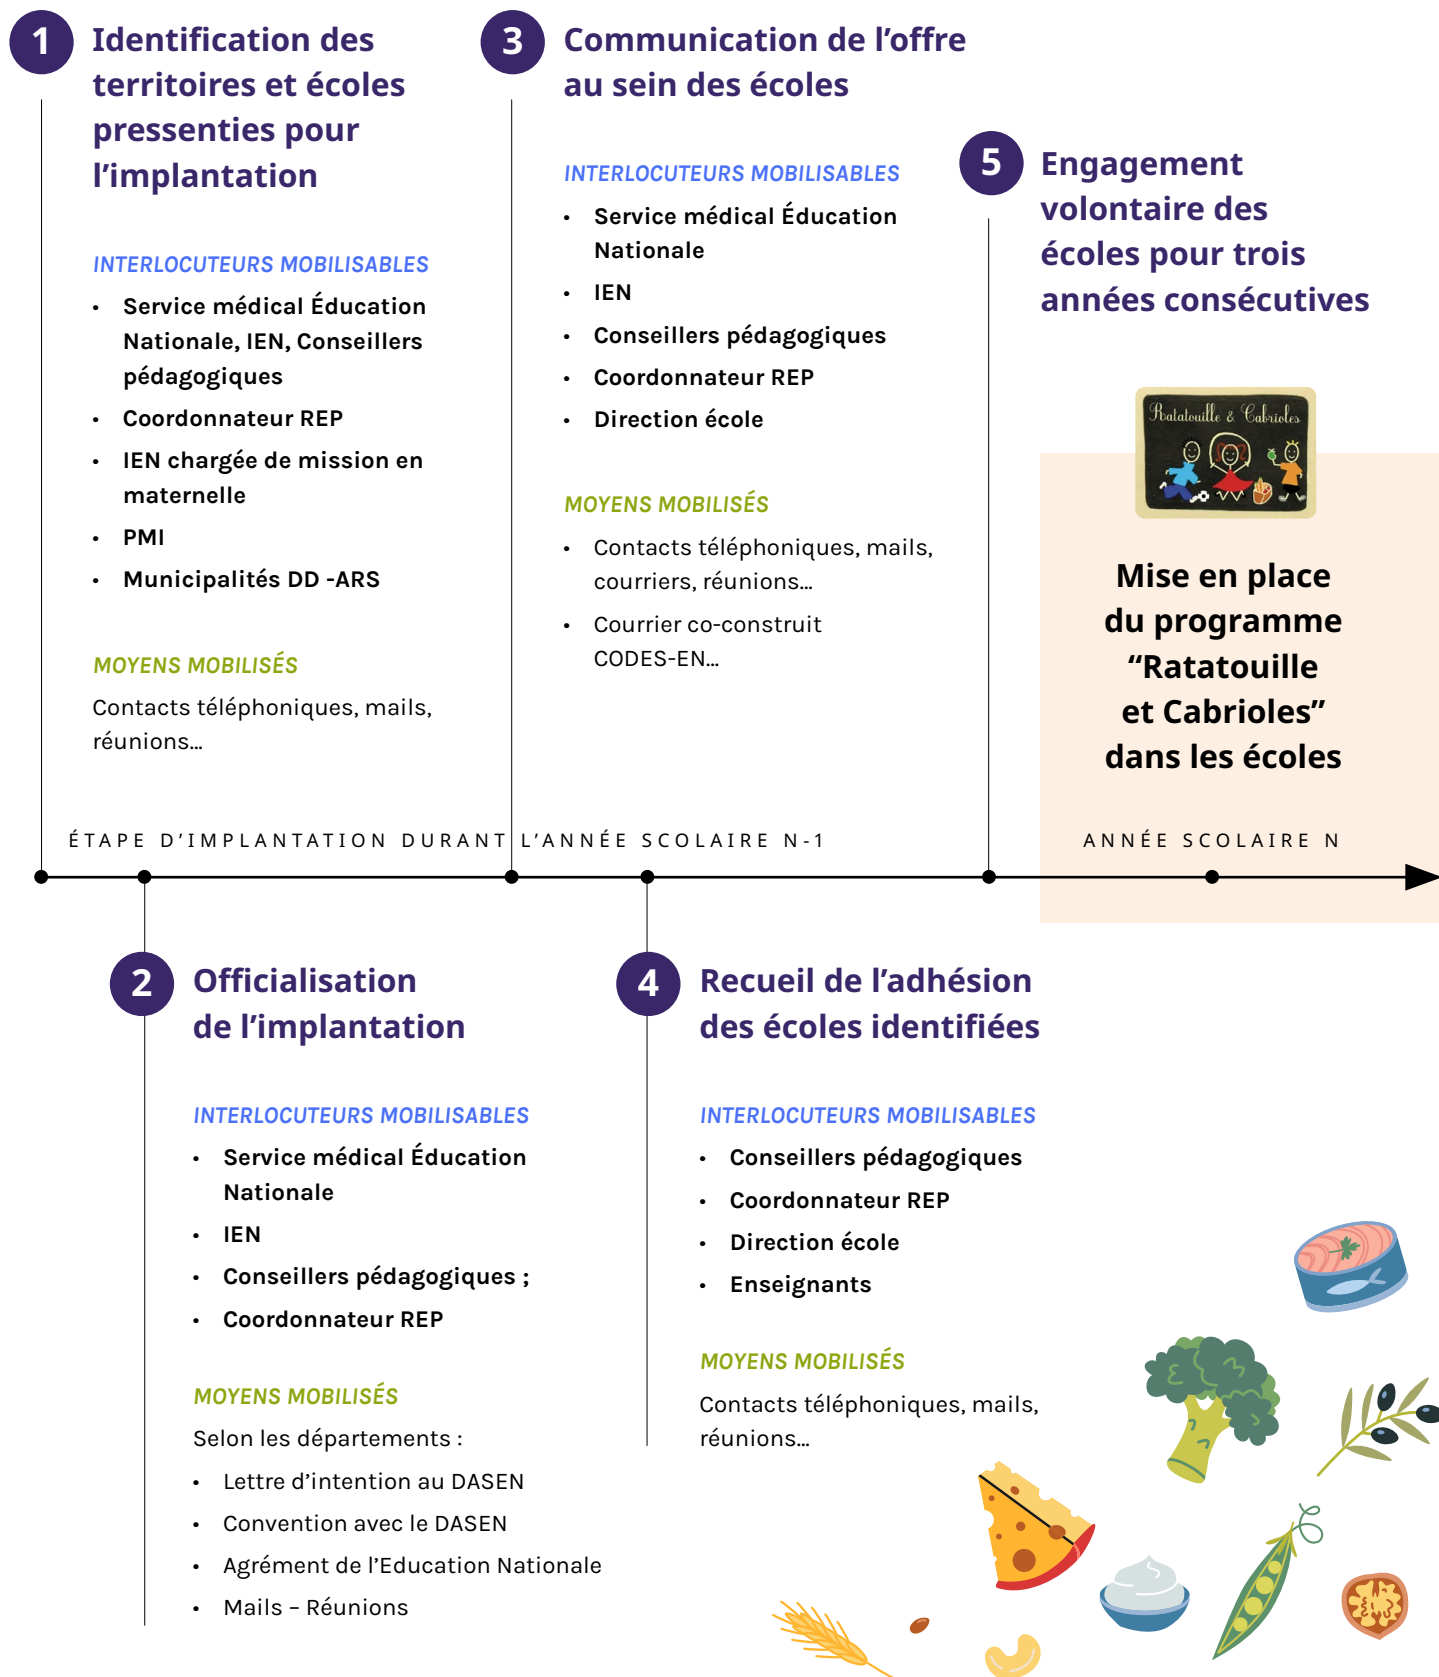 1
Identification des
territoires et écoles
pressenties pour
l’implantation
INTERLOCUTEURS MOBILISABLES
• Service médical Éducation
Nationale, IEN, Conseillers
pédagogiques
• Coordonnateur REP
• IEN chargée de mission en
maternelle
• PMI
• Municipalités DD -ARS
MOYENS MOBILISÉS
Contacts téléphoniques, mails,
réunions…
3
Communication de l’offre
au sein des écoles
INTERLOCUTEURS MOBILISABLES
• Service médical Éducation
Nationale
• IEN
• Conseillers pédagogiques
• Coordonnateur REP
• Direction école
MOYENS MOBILISÉS
• Contacts téléphoniques, mails,
courriers, réunions…
• Courrier co-construit
CODES-EN…
5
Engagement
volontaire des
écoles pour trois
années consécutives
Ratatouille & Cabrioles
Mise en place
du programme
“Ratatouille
et Cabrioles”
dans les écoles
ÉTAPE D’IMPLANTATION DURANT L’ANNÉE SCOLAIRE N-1
ANNÉE SCOLAIRE N
2
Officialisation
de l’implantation
INTERLOCUTEURS MOBILISABLES
• Service médical Éducation
Nationale
• IEN
• Conseillers pédagogiques ;
• Coordonnateur REP
MOYENS MOBILISÉS
Selon les départements :
• Lettre d’intention au DASEN
• Convention avec le DASEN
• Agrément de l’Education Nationale
• Mails – Réunions
4
Recueil de l’adhésion
des écoles identifiées
INTERLOCUTEURS MOBILISABLES
• Conseillers pédagogiques
• Coordonnateur REP
• Direction école
• Enseignants
MOYENS MOBILISÉS
Contacts téléphoniques, mails,
réunions…